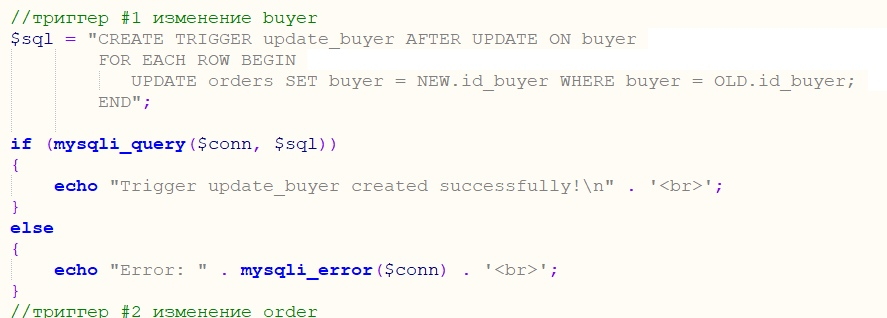 //триггер #1 изменение buyer
$sql = "CREATE TRIGGER update_buyer AFTER UPDATE ON buyer
FOR EACH ROW BEGIN
UPDATE orders SET buyer = NEW.id_buyer WHERE buyer = OLD.id_buyer;
END";
if (mysqli_query($conn, $sql))
{
echo "Trigger update_buyer created successfully!\n" . '<br>';
}
else
{
echo "Error: " . mysqli_error($conn) . '<br>';
}
//триггер #2 изменение order